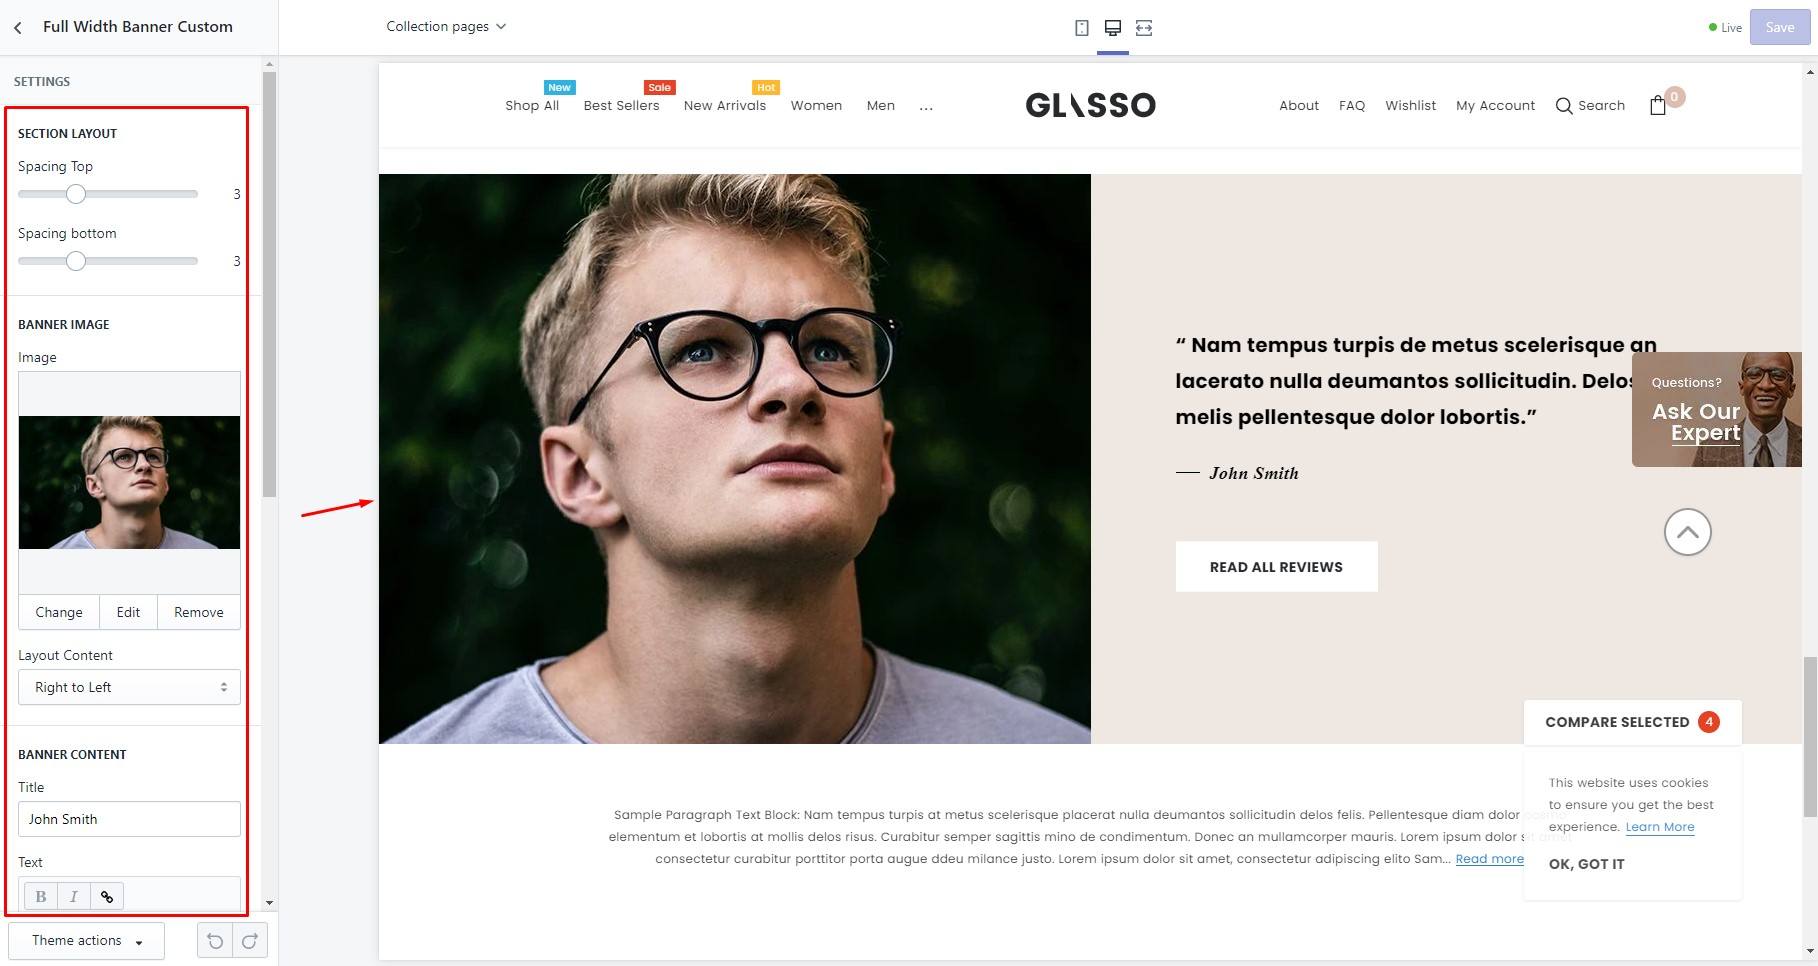 Full Width Banner Custom
Collection pages
Live
Save
SETTINGS
SECTION LAYOUT
Spacing Top
3
Spacing bottom
3
BANNER IMAGE
Image
Change Edit Remove
Layout Content
Right to Left
BANNER CONTENT
Title
John Smith
Text
B I
Theme actions
New Sale Hot
Shop All Best Sellers New Arrivals Women Men ...
GLASSO
About FAQ Wishlist My Account Search 0
“ Nam tempus turpis de metus scelerisque an
lacerato nulla deumantos sollicitudin. Delos
melis pellentesque dolor lobortis.”
John Smith
READ ALL REVIEWS
Questions?
Ask Our
Expert
COMPARE SELECTED 4
Sample Paragraph Text Block: Nam tempus turpis at metus scelerisque placerat nulla deumantos sollicitudin delos felis. Pellentesque diam dolor
elementum et lobortis at mollis delos risus. Curabitur semper sagittis mino de condimentum. Donec an mullamcorper mauris. Lorem ipsum dolor sit amet
consectetur curabitur porttitor porta augue ddeu milance justo. Lorem ipsum dolor sit amet, consectetur adipiscing elito Sam... Read more
This website uses cookies
to ensure you get the best
experience. Learn More
OK, GOT IT